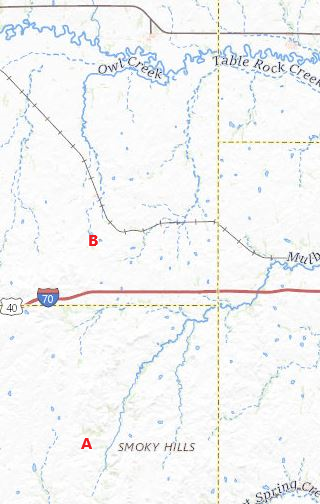 Owl Creek
Table Rock Creek
B
Mulb
70
40
A
SMOKY HILLS
t Spring Cre